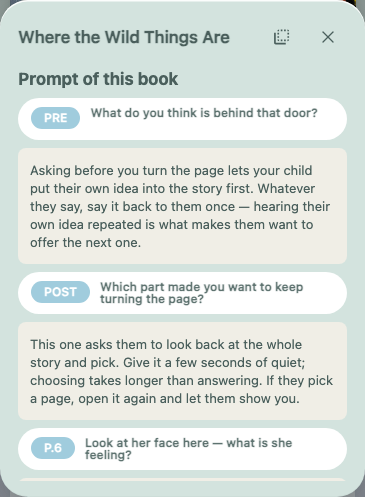 Where the Wild Things Are
Prompt of this book
PRE What do you think is behind that door?
Asking before you turn the page lets your child
put their own idea into the story first. Whatever
they say, say it back to them once — hearing their
own idea repeated is what makes them want to
offer the next one.
POST Which part made you want to keep
turning the page?
This one asks them to look back at the whole
story and pick. Give it a few seconds of quiet;
choosing takes longer than answering. If they pick
a page, open it again and let them show you.
P.6 Look at her face here — what is she
feeling?